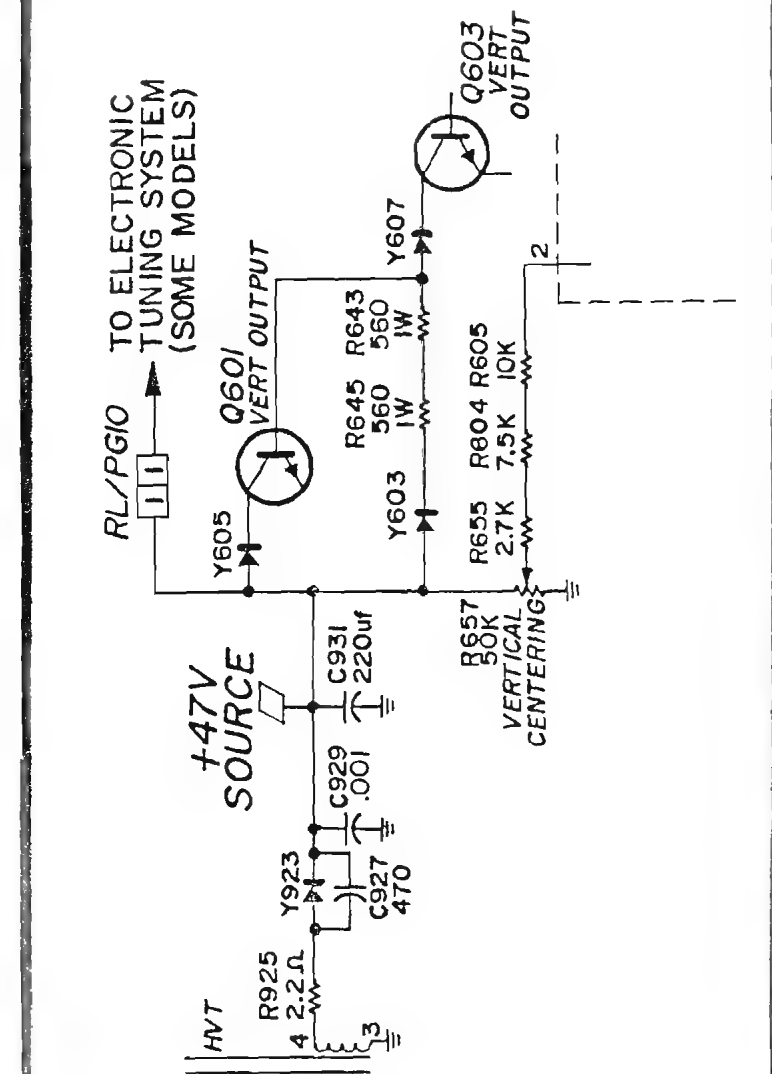 HVT
4
3
R925
2.2Ω
Y923
C927
470
C929
.001
+47V
SOURCE
C931
220uf
RL/PG10
1 1
TO ELECTRONIC
TUNING SYSTEM
(SOME MODELS)
Y605
Q601
VERT OUTPUT
Y603
R645
560
1W
R643
560
1W
Y607
Q603
VERT
OUTPUT
R657
50K
VERTICAL
CENTERING
R655
2.7K
R804
7.5K
R605
10K
2